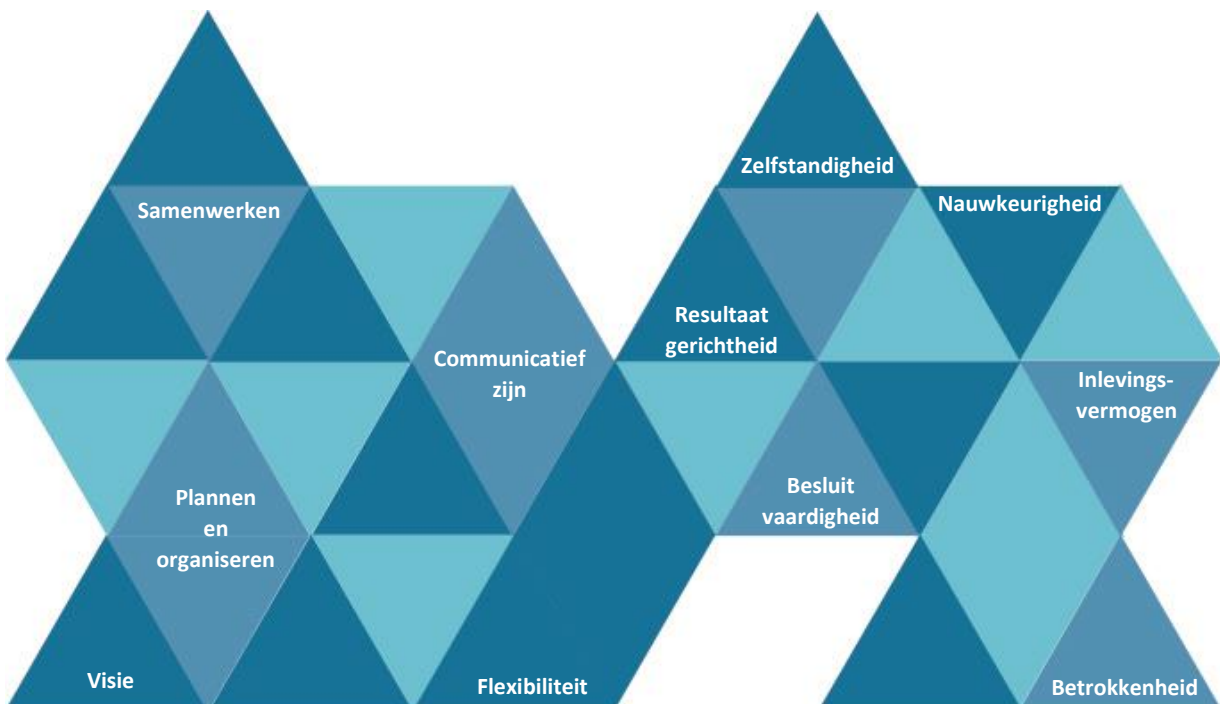 Zelfstandigheid
Samenwerken
Nauwkeurigheid
Resultaat
gerichtheid
Communicatief
zijn
Inlevings-
vermogen
Plannen
en
organiseren
Besluit
vaardigheid
Visie
Flexibiliteit
Betrokkenheid